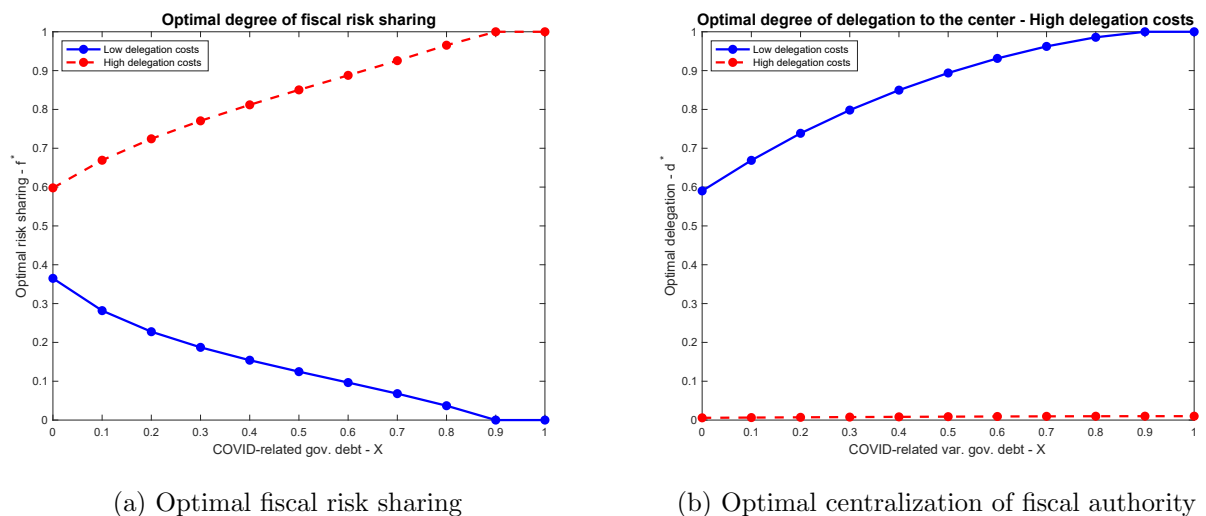 Optimal degree of fiscal risk sharing
Low delegation costs
High delegation costs
Optimal risk sharing - f*
1
0.9
0.8
0.7
0.6
0.5
0.4
0.3
0.2
0.1
0
0 0.1 0.2 0.3 0.4 0.5 0.6 0.7 0.8 0.9 1
COVID-related gov. debt - X
(a) Optimal fiscal risk sharing
Optimal degree of delegation to the center - High delegation costs
Low delegation costs
High delegation costs
Optimal delegation - d*
1
0.9
0.8
0.7
0.6
0.5
0.4
0.3
0.2
0.1
0
0 0.1 0.2 0.3 0.4 0.5 0.6 0.7 0.8 0.9 1
COVID-related var. gov. debt - X
(b) Optimal centralization of fiscal authority